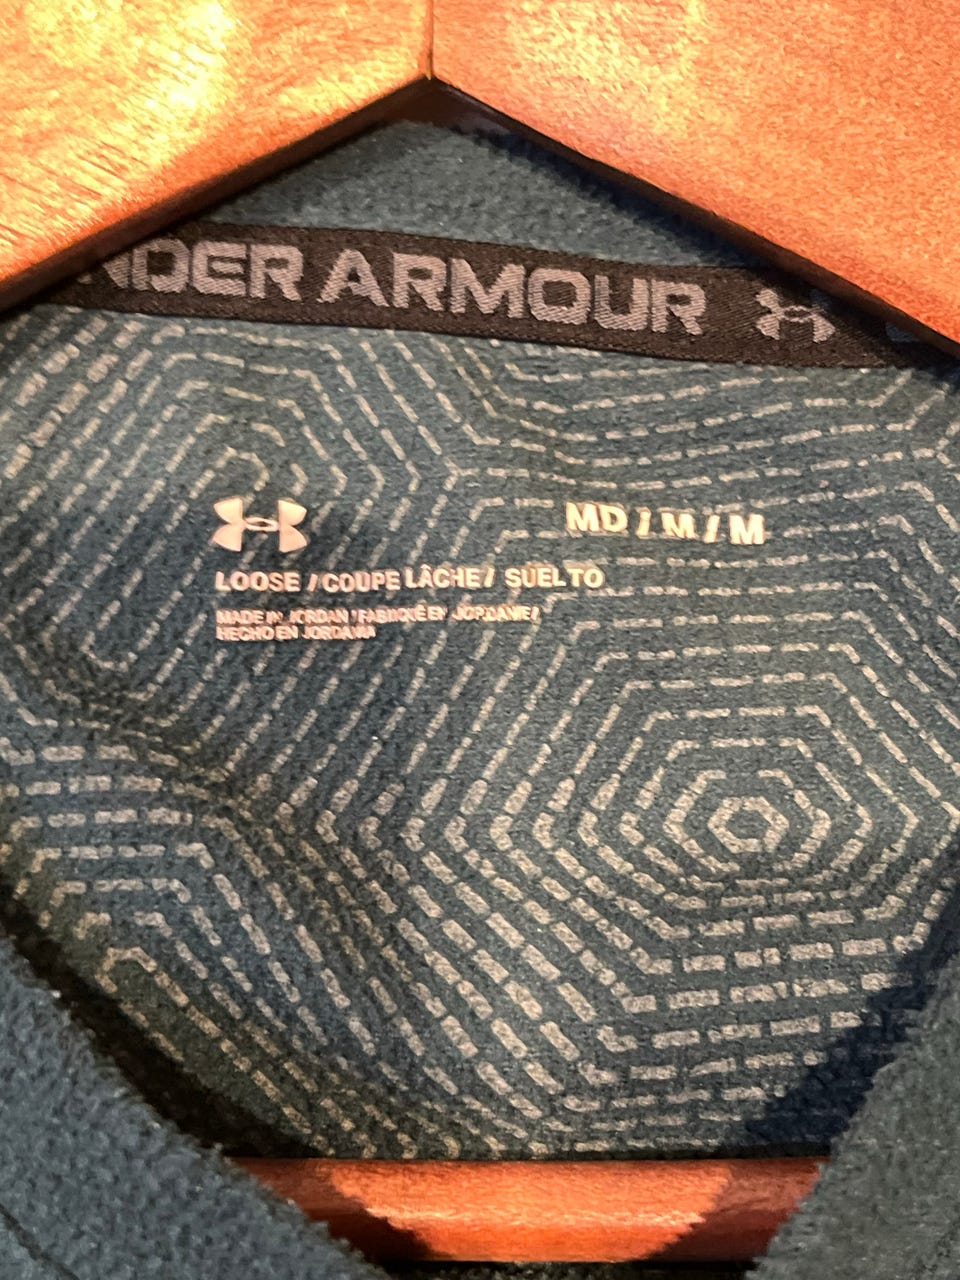 NDER ARMOUR
MD / M / M
LOOSE / COUPE LÂCHE / SUELTO
MADE IN JORDAN / FABRIQUÉ EN JORDANIE /
HECHO EN JORDANIA